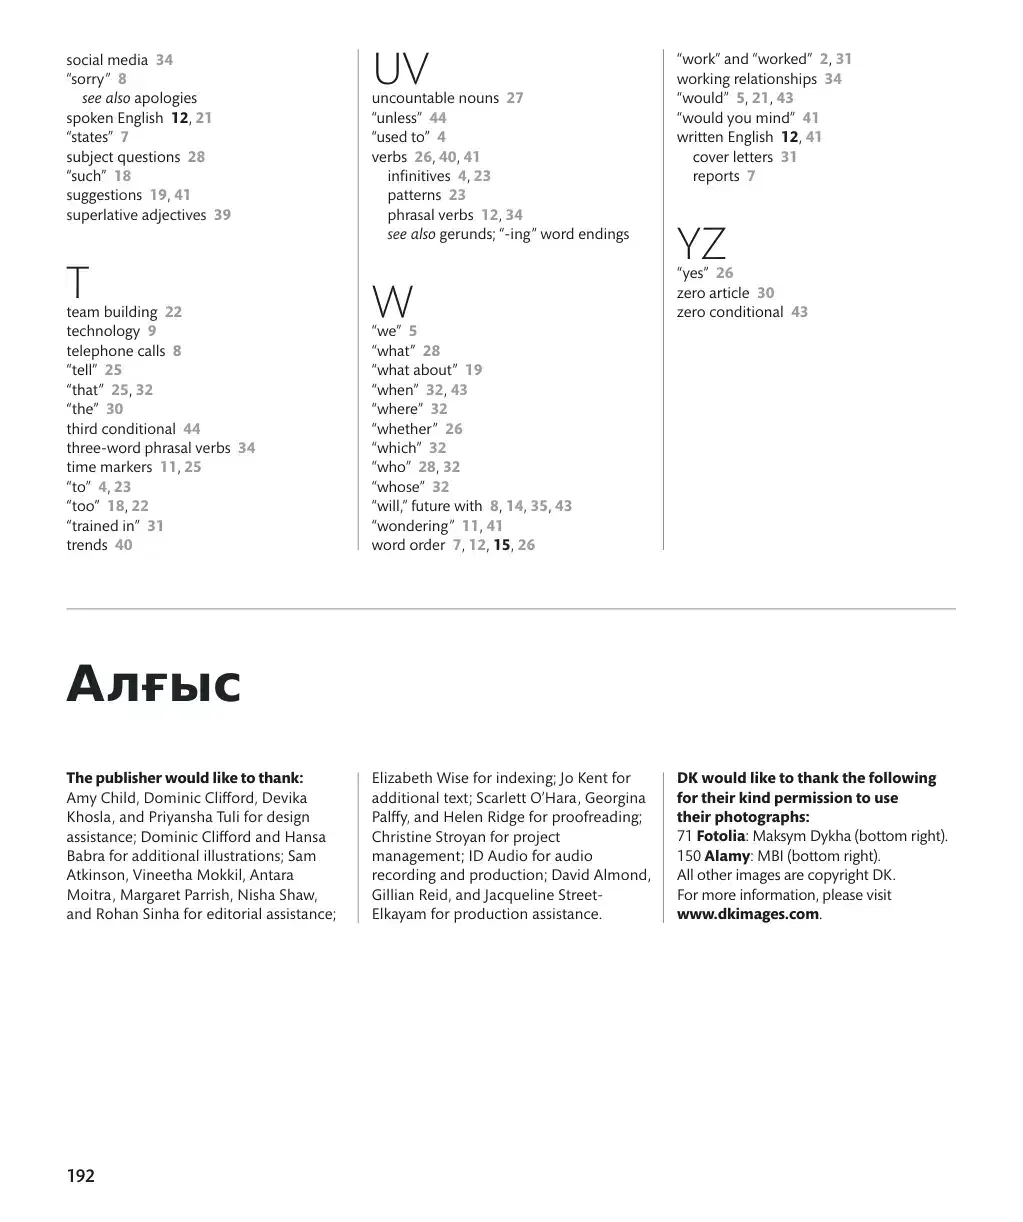 social media 34
“sorry” 8
see also apologies
spoken English 12, 21
“states” 7
subject questions 28
“such” 18
suggestions 19, 41
superlative adjectives 39
T
team building 22
technology 9
telephone calls 8
“tell” 25
“that” 25, 32
“the” 30
third conditional 44
three-word phrasal verbs 34
time markers 11, 25
“to” 4, 23
“too” 18, 22
“trained in” 31
trends 40
UV
uncountable nouns 27
“unless” 44
“used to” 4
verbs 26, 40, 41
infinitives 4, 23
patterns 23
phrasal verbs 12, 34
see also gerunds; “-ing” word endings
W
“we” 5
“what” 28
“what about” 19
“when” 32, 43
“where” 32
“whether” 26
“which” 32
“who” 28, 32
“whose” 32
“will,” future with 8, 14, 35, 43
“wondering” 11, 41
word order 7, 12, 15, 26
“work” and “worked” 2, 31
working relationships 34
“would” 5, 21, 43
“would you mind” 41
written English 12, 41
cover letters 31
reports 7
YZ
“yes” 26
zero article 30
zero conditional 43
Алғыс
The publisher would like to thank:
Amy Child, Dominic Clifford, Devika
Khosla, and Priyansha Tuli for design
assistance; Dominic Clifford and Hansa
Babra for additional illustrations; Sam
Atkinson, Vineetha Mokkil, Antara
Moitra, Margaret Parrish, Nisha Shaw,
and Rohan Sinha for editorial assistance;
Elizabeth Wise for indexing; Jo Kent for
additional text; Scarlett O’Hara, Georgina
Palffy, and Helen Ridge for proofreading;
Christine Stroyan for project
management; ID Audio for audio
recording and production; David Almond,
Gillian Reid, and Jacqueline Street-
Elkayam for production assistance.
DK would like to thank the following
for their kind permission to use
their photographs:
71 Fotolia: Maksym Dykha (bottom right).
150 Alamy: MBI (bottom right).
All other images are copyright DK.
For more information, please visit
www.dkimages.com.
192